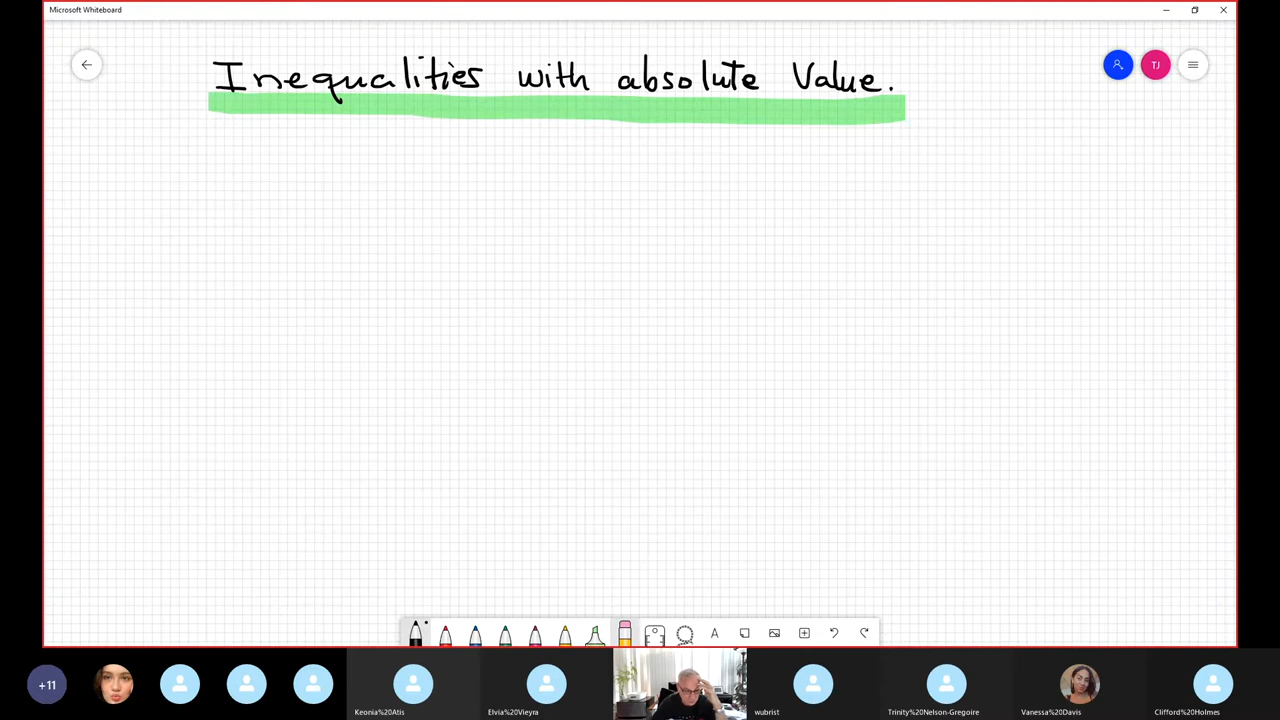 Microsoft Whiteboard
Inequalities with absolute Value.
TJ
A
+11
Keonia%20Atis
Elvia%20Vieyra
wubrist
Trinity%20Nelson-Gregoire
Vanessa%20Davis
Clifford%20Holmes